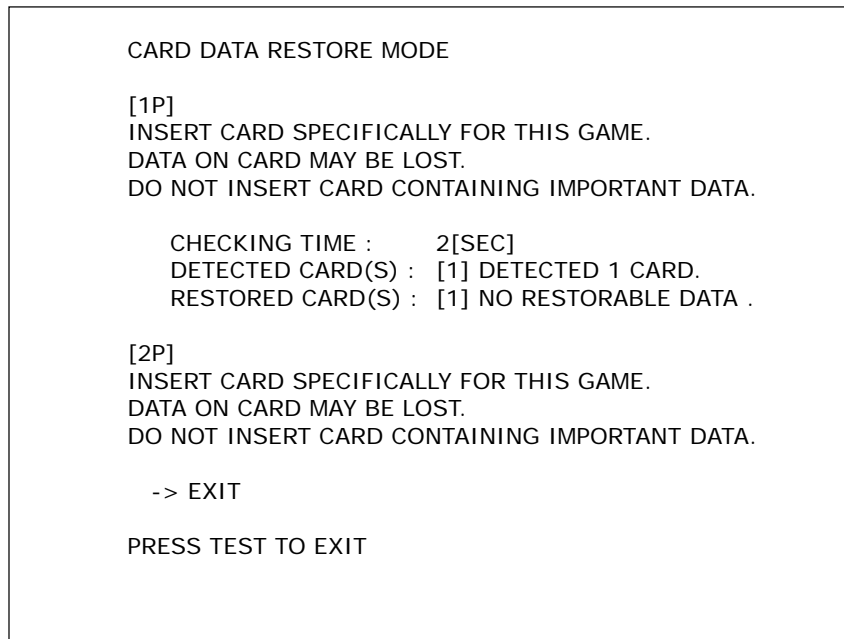 CARD DATA RESTORE MODE
[1P]
INSERT CARD SPECIFICALLY FOR THIS GAME.
DATA ON CARD MAY BE LOST.
DO NOT INSERT CARD CONTAINING IMPORTANT DATA.
CHECKING TIME : 2[SEC]
DETECTED CARD(S) : [1] DETECTED 1 CARD.
RESTORED CARD(S) : [1] NO RESTORABLE DATA .
[2P]
INSERT CARD SPECIFICALLY FOR THIS GAME.
DATA ON CARD MAY BE LOST.
DO NOT INSERT CARD CONTAINING IMPORTANT DATA.
-> EXIT
PRESS TEST TO EXIT